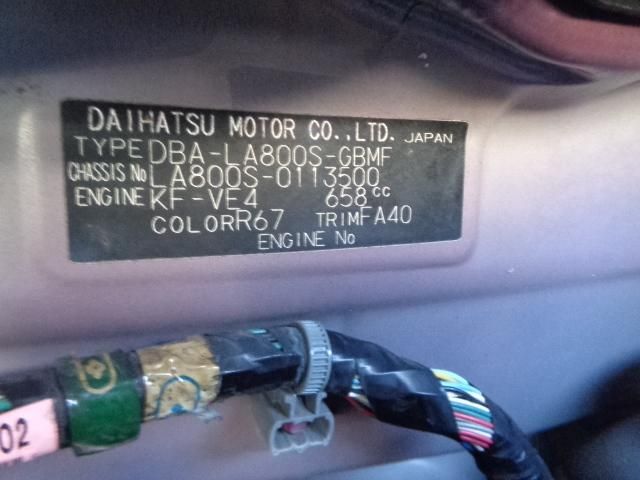 DAIHATSU MOTOR CO.,LTD. JAPAN
TYPE DBA-LA800S-GBMF
CHASSIS No LA800S-0113500
ENGINE KF-VE4 658cc
COLOR R67 TRIM FA40
ENGINE No
02